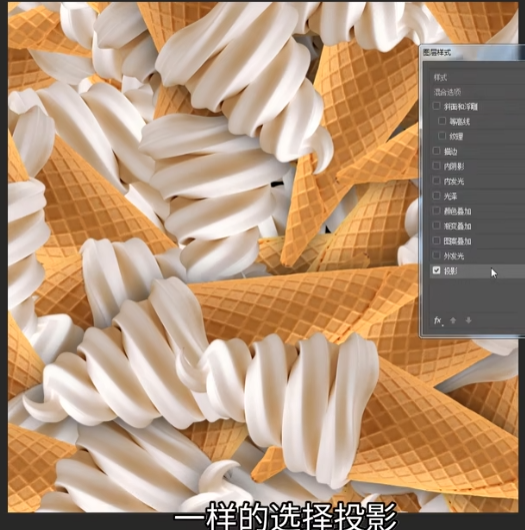 图层样式
样式
混合选项
斜面和浮雕
等高线
纹理
描边
内阴影
内发光
光泽
颜色叠加
渐变叠加
图案叠加
外发光
投影
fx
一样的选择投影